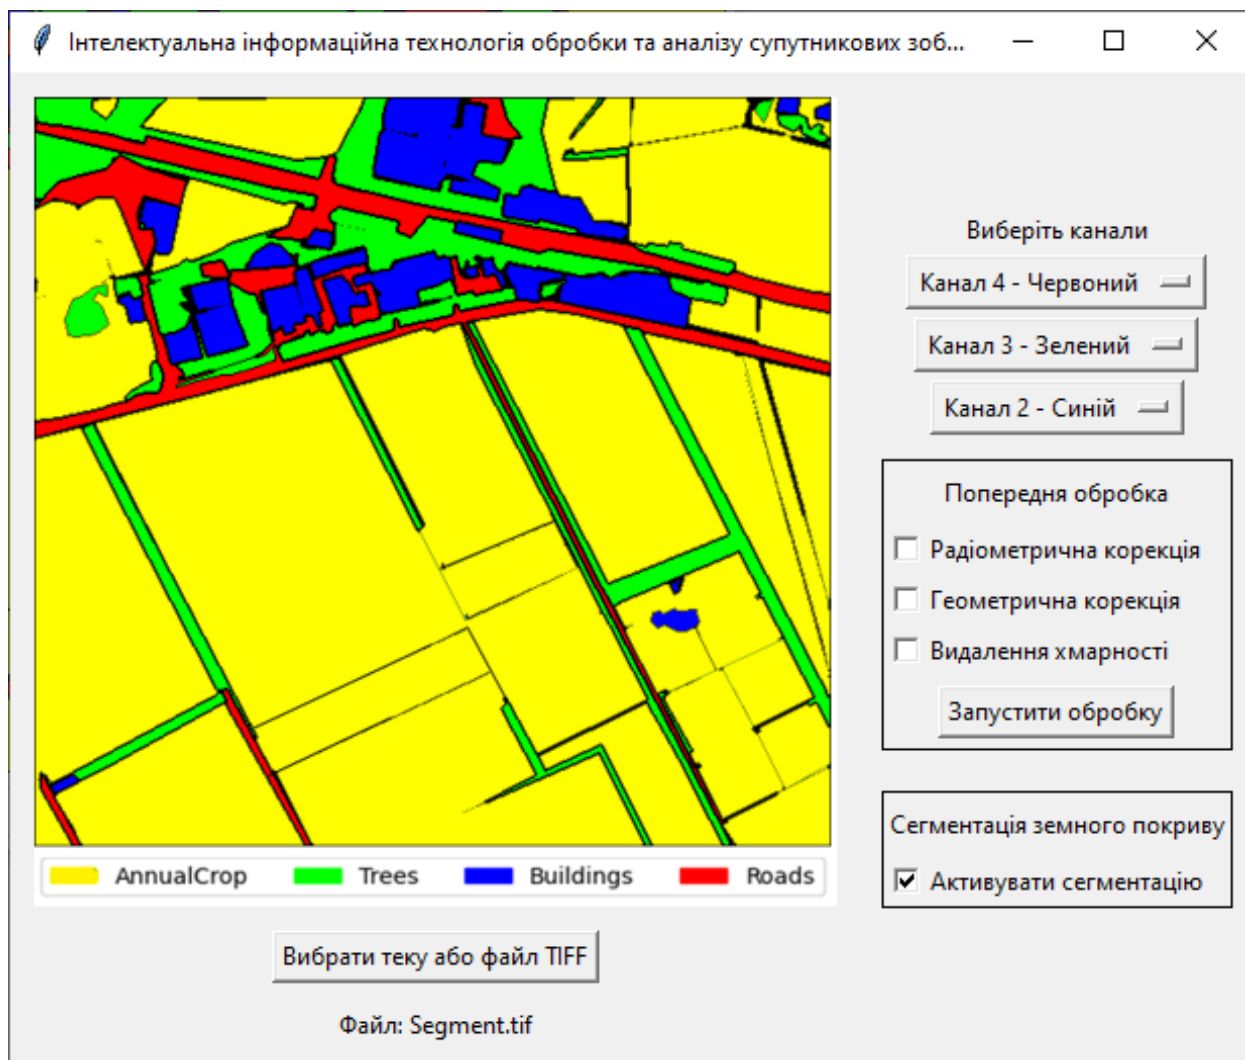 Інтелектуальна інформаційна технологія обробки та аналізу супутникових зоб...
Виберіть канали
Канал 4 - Червоний
Канал 3 - Зелений
Канал 2 - Синій
Попередня обробка
Радіометрична корекція
Геометрична корекція
Видалення хмарності
Запустити обробку
Сегментація земного покриву
Активувати сегментацію
AnnualCrop Trees Buildings Roads
Вибрати теку або файл TIFF
Файл: Segment.tif